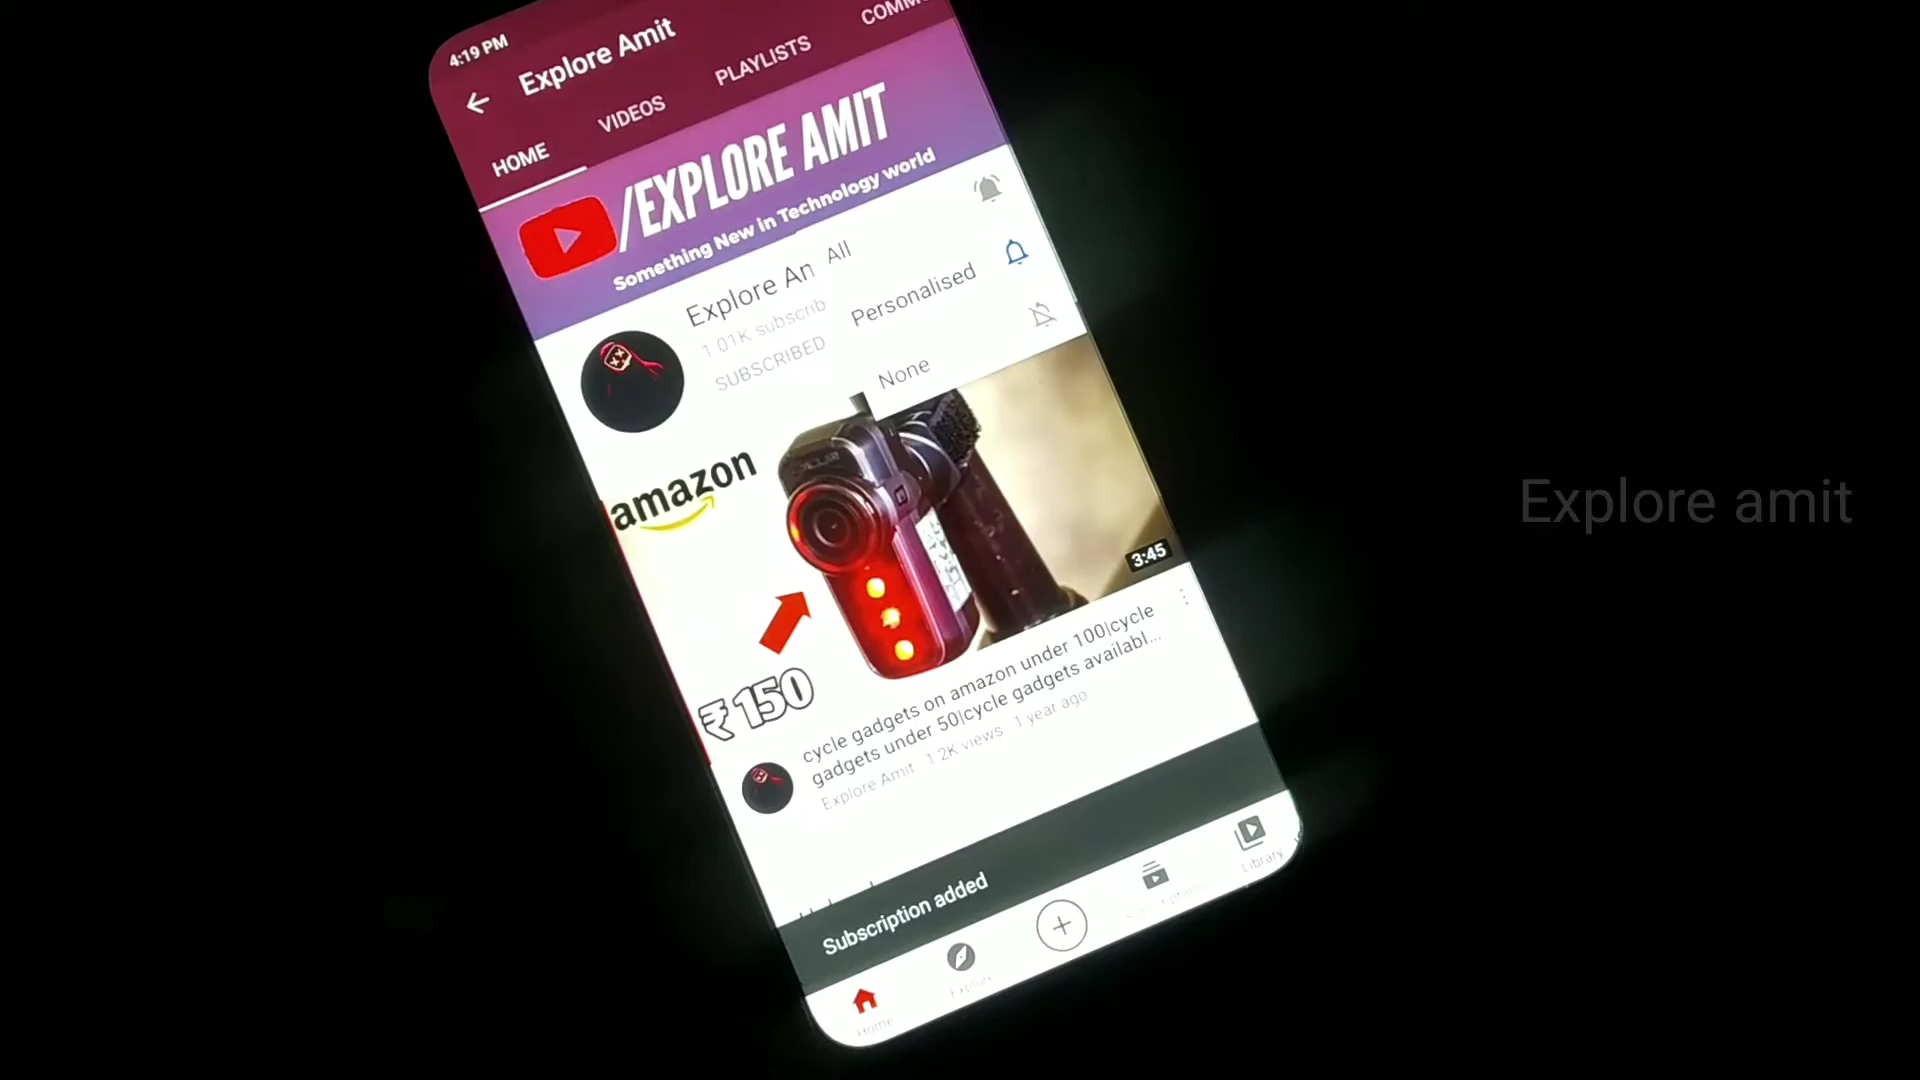 4:19 PM
Explore Amit
HOME
VIDEOS
PLAYLISTS
/EXPLORE AMIT
Something New in Technology world
Explore An
All
1.01K subscrib
Personalised
SUBSCRIBED
None
amazon
₹150
3:45
cycle gadgets on amazon under 100|cycle
gadgets under 50|cycle gadgets availabl...
Explore Amit 1.2K views 1 year ago
Subscription added
Home
Explore
Library
Explore amit